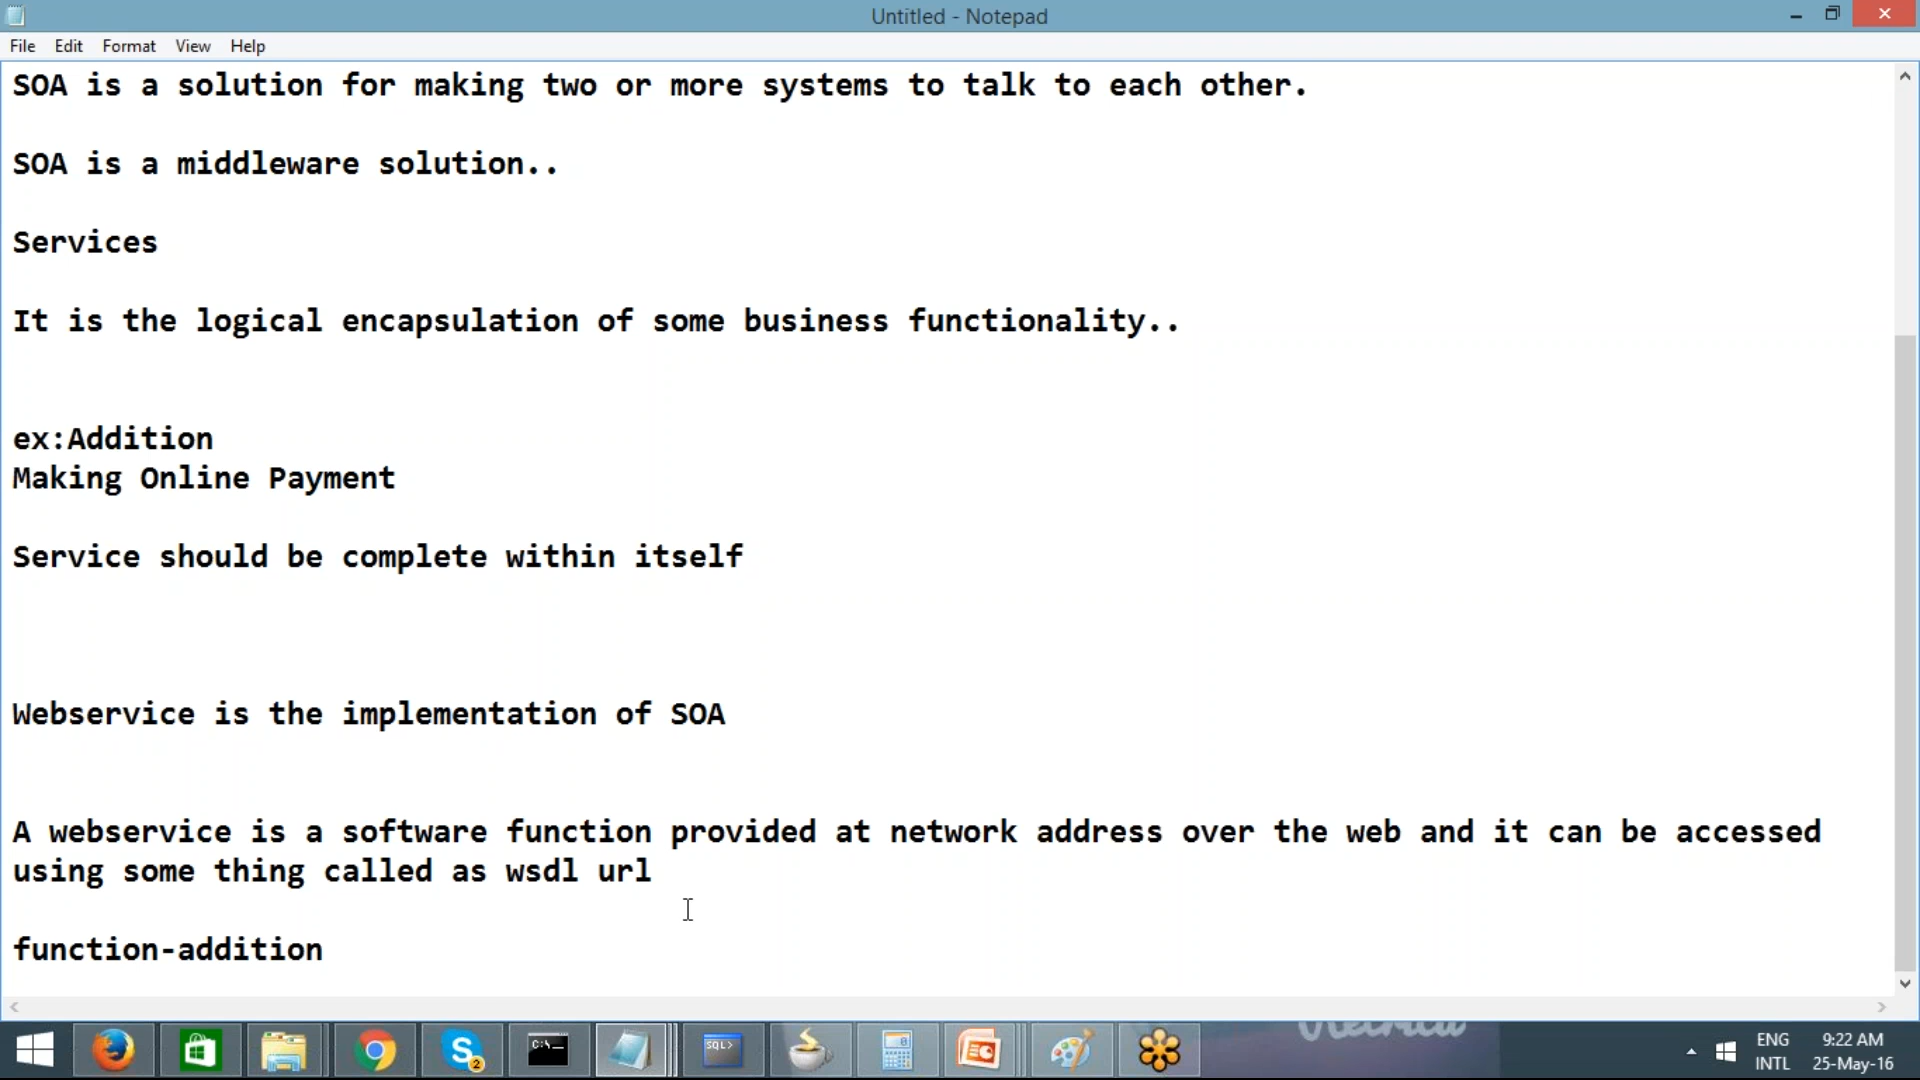 Untitled - Notepad
File Edit Format View Help
SOA is a solution for making two or more systems to talk to each other.
SOA is a middleware solution..
Services
It is the logical encapsulation of some business functionality..
ex:Addition
Making Online Payment
Service should be complete within itself
Webservice is the implementation of SOA
A webservice is a software function provided at network address over the web and it can be accessed
using some thing called as wsdl url
function-addition
S 2
C:\_
SQL>
ENG 9:22 AM
INTL 25-May-16